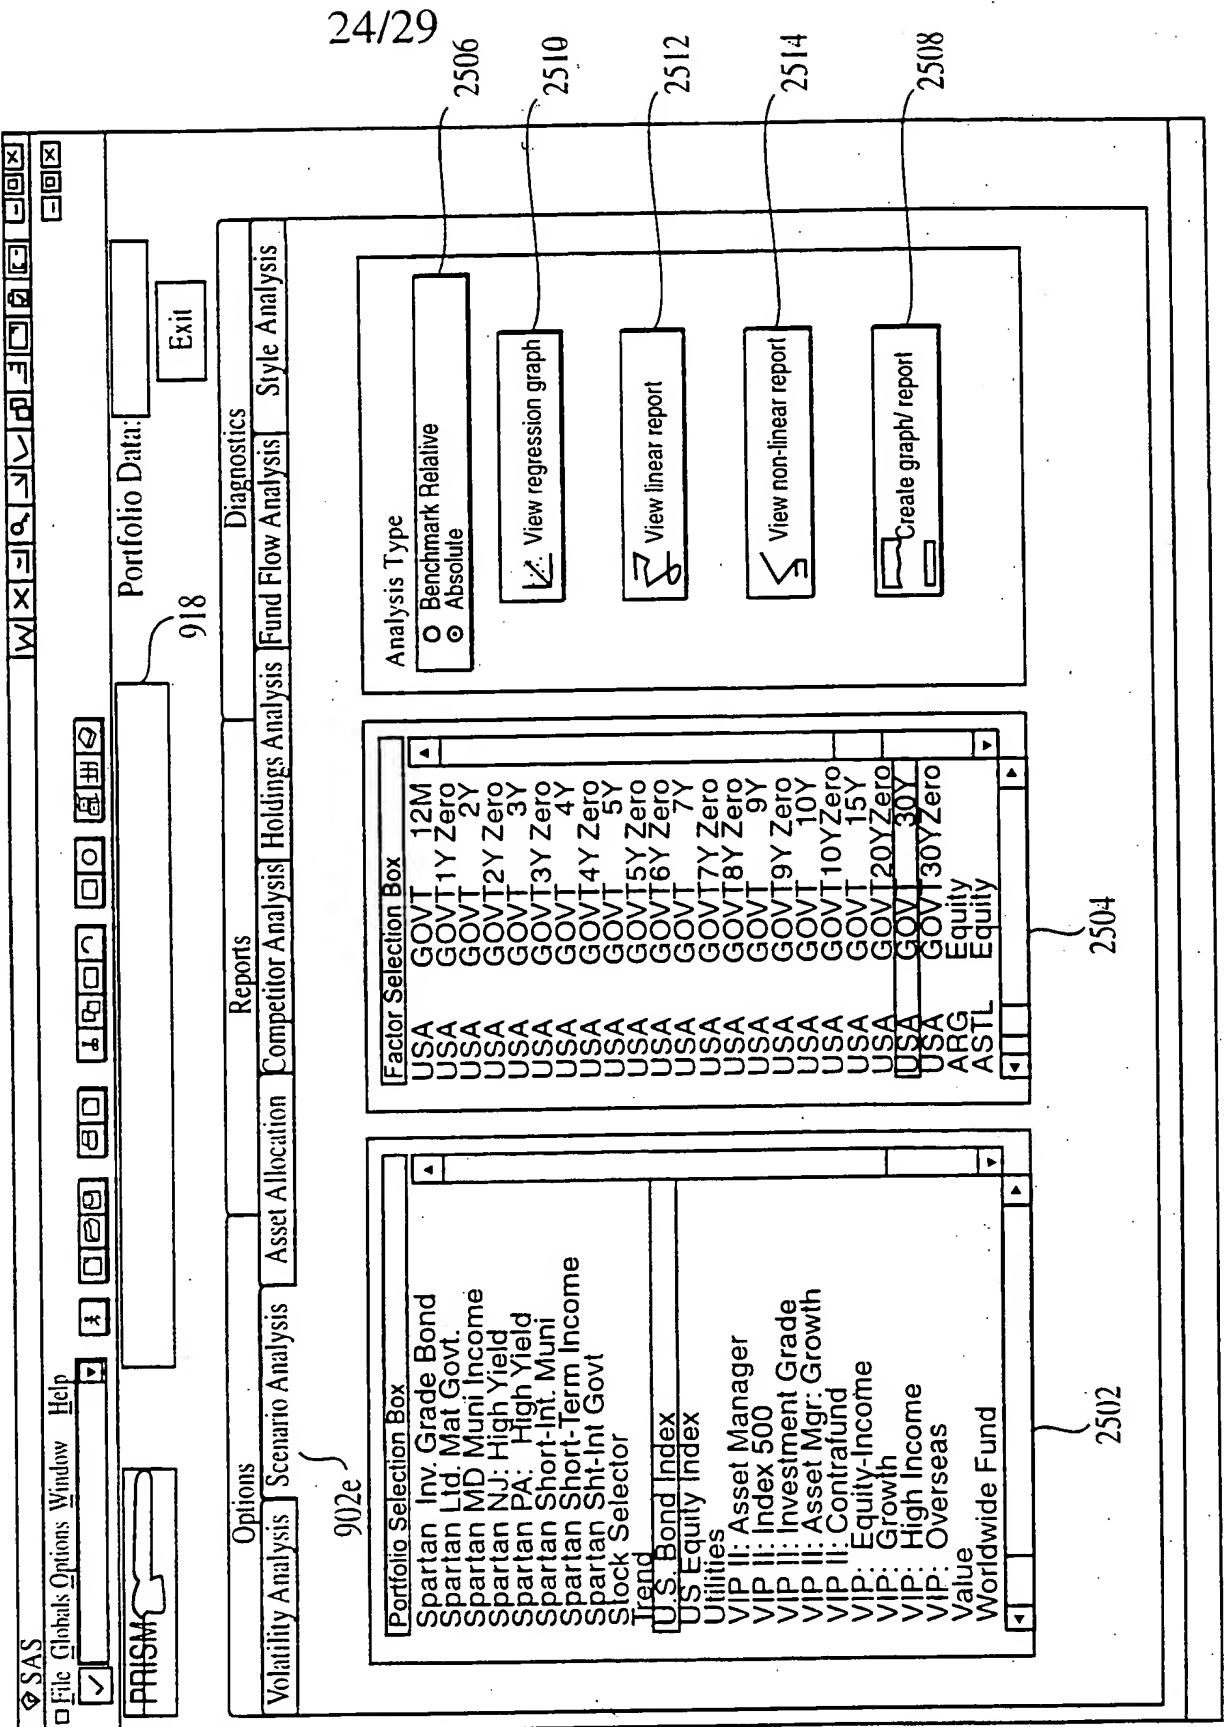 24/29
SAS
File Globals Options Window Help
PRISM
918
Portfolio Data:
Exit
Options
Reports
Diagnostics
Volatility Analysis
Scenario Analysis
Asset Allocation
Competitor Analysis
Holdings Analysis
Fund Flow Analysis
Style Analysis
902e
Portfolio Selection Box
Spartan Inv. Grade Bond
Spartan Ltd. Mat Govt.
Spartan MD Muni Income
Spartan NJ: High Yield
Spartan PA: High Yield
Spartan Short-Int. Muni
Spartan Short-Term Income
Spartan Sht-Int Govt
Stock Selector
Trend
U.S. Bond Index
US Equity Index
Utilities
VIP II: Asset Manager
VIP II: Index 500
VIP II: Investment Grade
VIP II: Asset Mgr: Growth
VIP II: Contrafund
VIP: Equity-Income
VIP: Growth
VIP: High Income
VIP: Overseas
Value
Worldwide Fund
2502
Factor Selection Box
USA GOVT 12M
USA GOVT1Y Zero
USA GOVT 2Y
USA GOVT2Y Zero
USA GOVT 3Y
USA GOVT3Y Zero
USA GOVT 4Y
USA GOVT4Y Zero
USA GOVT 5Y
USA GOVT5Y Zero
USA GOVT6Y Zero
USA GOVT 7Y
USA GOVT7Y Zero
USA GOVT8Y Zero
USA GOVT 9Y
USA GOVT9Y Zero
USA GOVT 10Y
USA GOVT10YZero
USA GOVT 15Y
USA GOVT20YZero
USA GOVT 30Y
USA GOVT30YZero
ARG Equity
ASTL Equity
2504
Analysis Type
Benchmark Relative
Absolute
2506
View regression graph
2510
View linear report
2512
View non-linear report
2514
Create graph/ report
2508